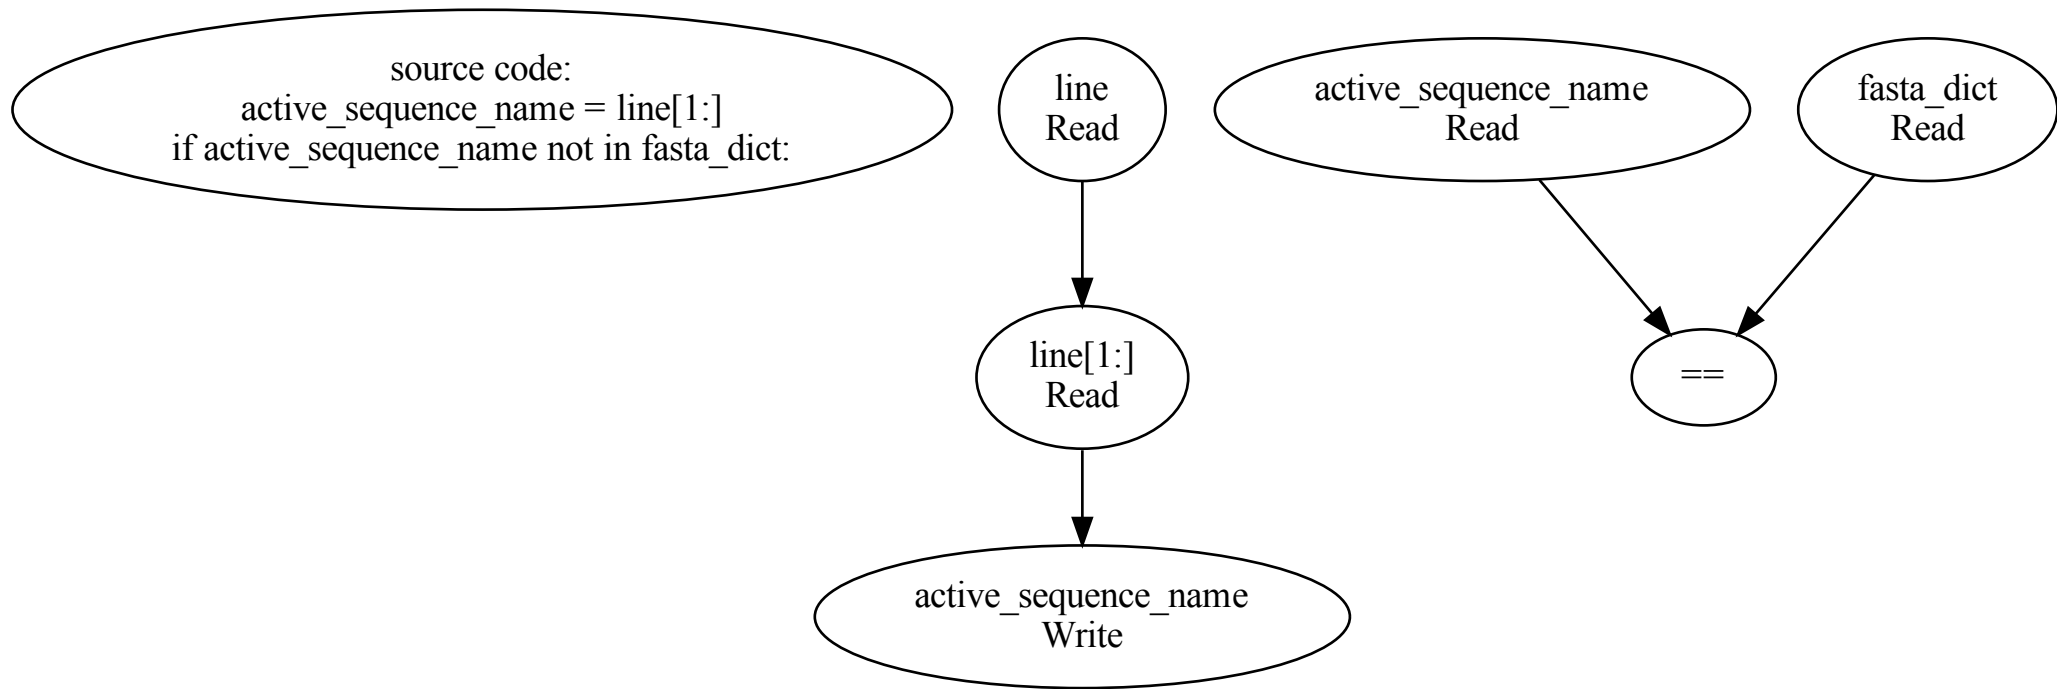 source code:
active_sequence_name = line[1:]
if active_sequence_name not in fasta_dict:
line
Read
active_sequence_name
Read
fasta_dict
Read
line[1:]
Read
==
active_sequence_name
Write